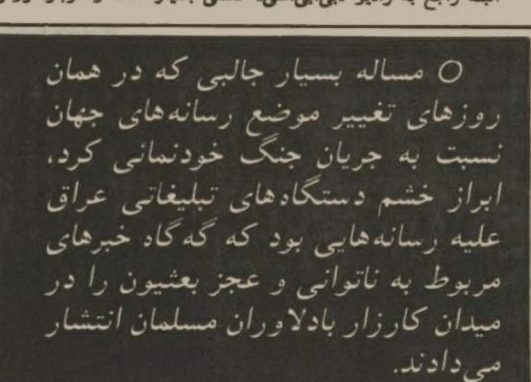 ○ مساله بسیار جالبی که در همان
روزهای تغییر موضع رسانه‌های جهان
نسبت به جریان جنگ خودنمائی کرد،
ابراز خشم دستگاه‌های تبلیغاتی عراق
علیه رسانه‌هایی بود که گه‌گاه خبرهای
مربوط به ناتوانی و عجز بعثیون را در
میدان کارزار بادلاوران مسلمان انتشار
می‌دادند.